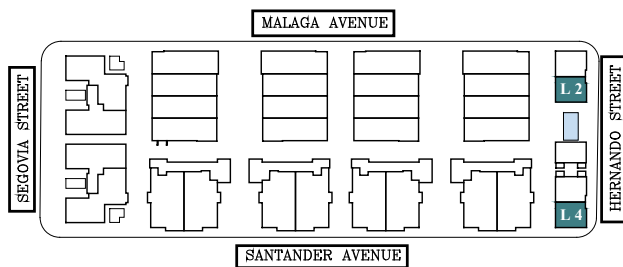 MALAGA AVENUE
SEGOVIA STREET
HERNANDO STREET
L 2
L 4
SANTANDER AVENUE